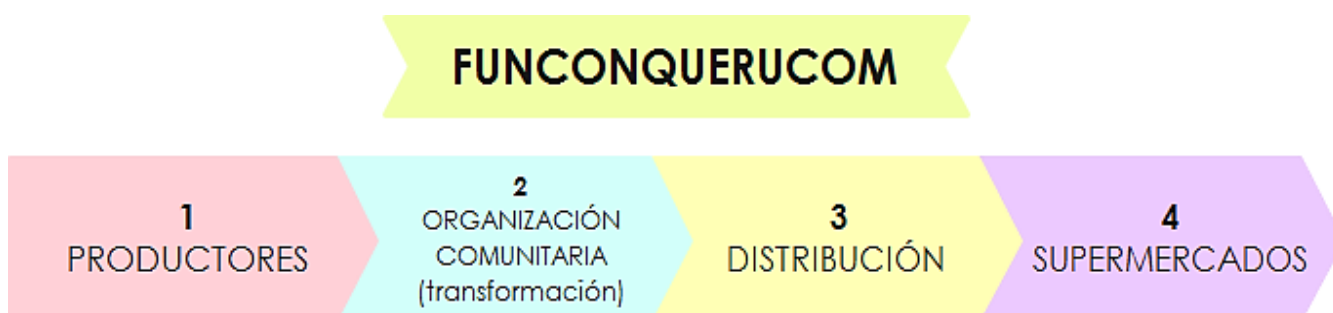 FUNCONQUERUCOM
1
PRODUCTORES
2
ORGANIZACIÓN
COMUNITARIA
(transformación)
3
DISTRIBUCIÓN
4
SUPERMERCADOS